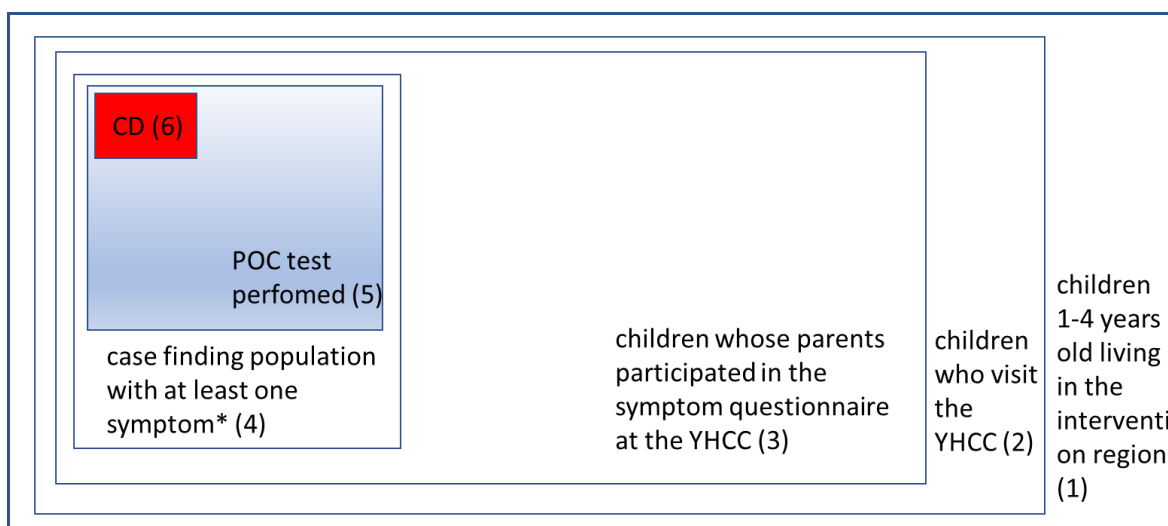 CD (6)
POC test
perfomed (5)
case finding population
with at least one
symptom* (4)
children whose parents
participated in the
symptom questionnaire
at the YHCC (3)
children
who visit
the
YHCC (2)
children
1-4 years
old living
in the
interventi
on region
(1)